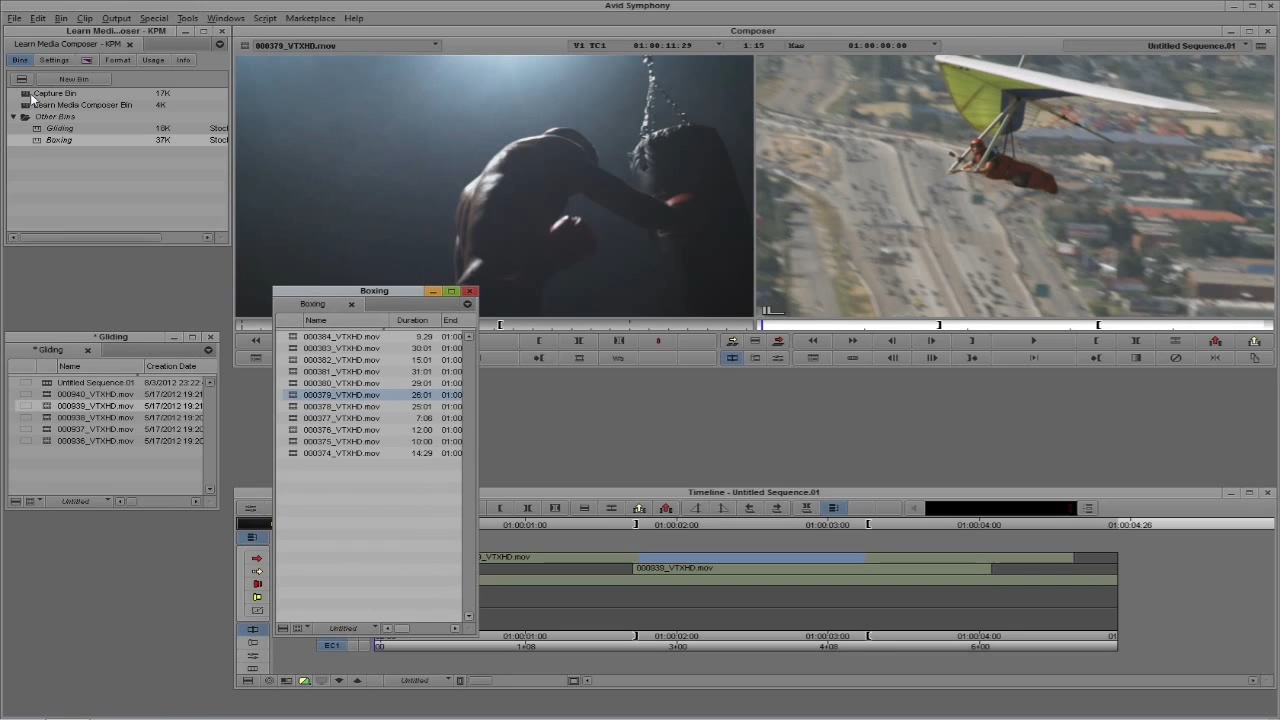 Avid Symphony
File Edit Bin Clip Output Special Tools Windows Script Marketplace Help
Learn Medi...oser - KPM
Composer
Learn Media Composer - KPM
000379_VTXHD.mov V1 TC1 01:00:11:29 1:15 Mas 01:00:00:00 Untitled Sequence.01
Bins Settings Format Usage Info
New Bin
Capture Bin 17K
Learn Media Composer Bin 4K
Other Bins
Gliding 18K Stoc
Boxing 37K Stoc
Boxing
Boxing
Name Duration End
000384_VTXHD.mov 9:29 01:00
000383_VTXHD.mov 30:01 01:00
000382_VTXHD.mov 15:01 01:00
000381_VTXHD.mov 31:01 01:00
000380_VTXHD.mov 29:01 01:00
000379_VTXHD.mov 26:01 01:00
000378_VTXHD.mov 25:01 01:00
000377_VTXHD.mov 7:06 01:00
000376_VTXHD.mov 12:00 01:00
000375_VTXHD.mov 10:00 01:00
000374_VTXHD.mov 14:29 01:00
Untitled
* Gliding
* Gliding
Name Creation Date
Untitled Sequence.01 8/3/2012 23:22
000940_VTXHD.mov 5/17/2012 19:21
000939_VTXHD.mov 5/17/2012 19:21
000938_VTXHD.mov 5/17/2012 19:20
000937_VTXHD.mov 5/17/2012 19:20
000936_VTXHD.mov 5/17/2012 19:20
Untitled
Timeline - Untitled Sequence.01
01:00:01:00 01:00:02:00 01:00:03:00 01:00:04:00 01:00:04:26
9_VTXHD.mov
000939_VTXHD.mov
01:00:01:00 01:00:02:00 01:00:03:00 01:00:04:00 01
EC1 00 1+08 3+00 4+08 6+00
Untitled